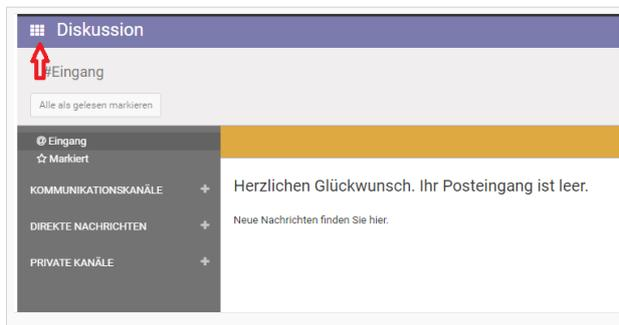 Diskussion
#Eingang
Alle als gelesen markieren
@ Eingang
Markiert
KOMMUNIKATIONSKANÄLE +
DIREKTE NACHRICHTEN +
PRIVATE KANÄLE +
Herzlichen Glückwunsch. Ihr Posteingang ist leer.
Neue Nachrichten finden Sie hier.